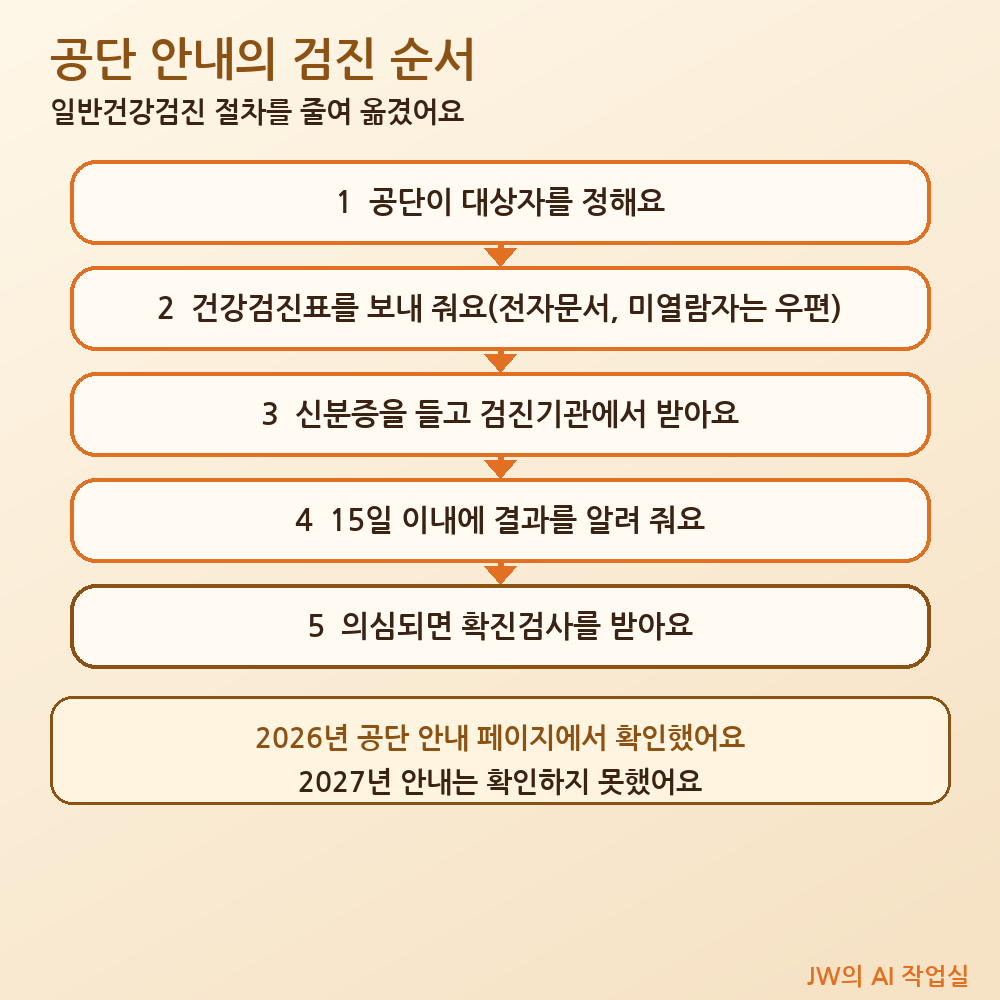 공단 안내의 검진 순서
일반건강검진 절차를 줄여 옮겼어요
1 공단이 대상자를 정해요
2 건강검진표를 보내 줘요(전자문서, 미열람자는 우편)
3 신분증을 들고 검진기관에서 받아요
4 15일 이내에 결과를 알려 줘요
5 의심되면 확진검사를 받아요
2026년 공단 안내 페이지에서 확인했어요
2027년 안내는 확인하지 못했어요
JW의 AI 작업실